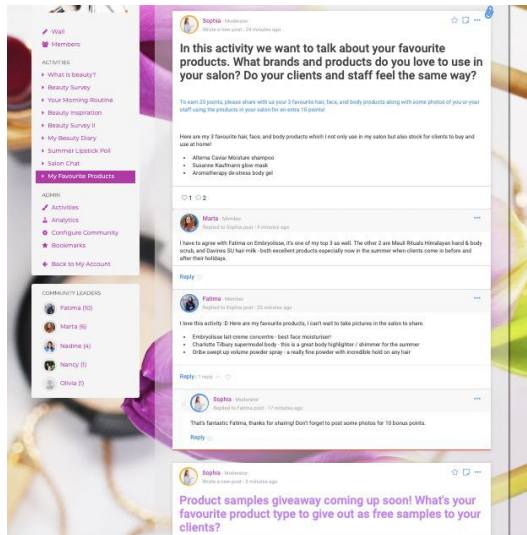 Wall
Members
ACTIVITIES
What is beauty?
Beauty Survey
Your Morning Routine
Beauty Inspiration
Beauty Survey II
My Beauty Diary
Summer Lipstick Poll
Salon Chat
My Favourite Products
ADMIN
Activities
Analytics
Configure Community
Bookmarks
Back to My Account
COMMUNITY LEADERS
Fatima (10)
Marta (6)
Nadine (4)
Nancy (1)
Olivia (1)
Sophia · Moderator
Wrote a new post · 24 minutes ago
In this activity we want to talk about your favourite
products. What brands and products do you love to use in
your salon? Do your clients and staff feel the same way?
To earn 20 points, please share with us your 3 favourite hair, face, and body products along with some photos of you or your
staff using the products in your salon for an extra 10 points!
Here are my 3 favourite hair, face, and body products which I not only use in my salon but also stock for clients to buy and
use at home!
Alterna Caviar Moisture shampoo
Susanne Kaufmann glow mask
Aromatherapy de-stress body gel
1 2
Marta · Member
Replied to Sophia post · 9 minutes ago
I have to agree with Fatima on Embryolisse, it's one of my top 3 as well. The other 2 are Mauli Rituals Himalayan hand & body
scrub, and Davines SU hair milk - both excellent products especially now in the summer when clients come in before and
after their holidays.
Reply
Fatima · Member
Replied to Sophia post · 20 minutes ago
I love this activity :D Here are my favourite products, I can't wait to take pictures in the salon to share.
Embryolisse lait-creme concentre - best face moisturiser!
Charlotte Tilbury supermodel body - this is a great body highlighter / shimmer for the summer
Oribe swept up volume powder spray - a really fine powder with incredible hold on any hair
Reply 1 reply
Sophia · Moderator
Replied to Fatima post · 17 minutes ago
That's fantastic Fatima, thanks for sharing! Don't forget to post some photos for 10 bonus points.
Reply
Sophia · Moderator
Wrote a new post · 5 minutes ago
Product samples giveaway coming up soon! What's your
favourite product type to give out as free samples to your
clients?